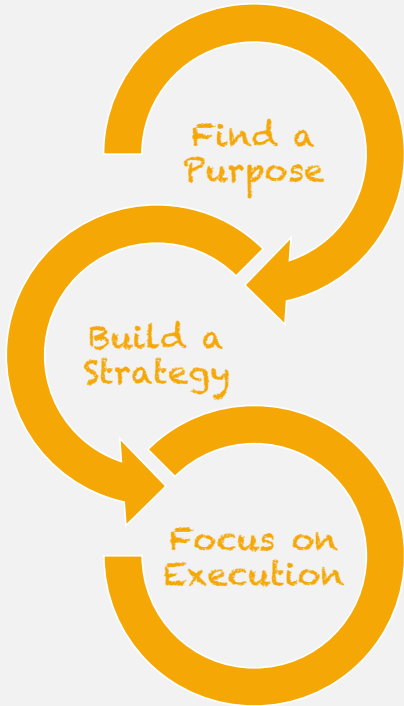 Find a
Purpose
Build a
Strategy
Focus on
Execution